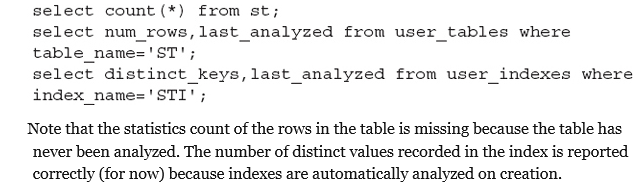 select count(*) from st;
select num_rows,last_analyzed from user_tables where
table_name='ST';
select distinct_keys,last_analyzed from user_indexes where
index_name='STI';
Note that the statistics count of the rows in the table is missing because the table has
never been analyzed. The number of distinct values recorded in the index is reported
correctly (for now) because indexes are automatically analyzed on creation.